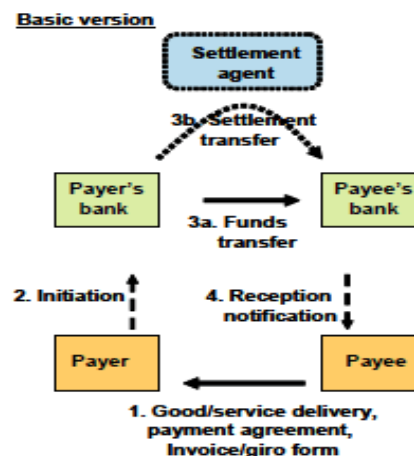 Basic version
Settlement
agent
3b. Settlement
transfer
Payer's
bank
Payee's
bank
3a. Funds
transfer
2. Initiation
4. Reception
notification
Payer
Payee
1. Good/service delivery,
payment agreement,
Invoice/giro form